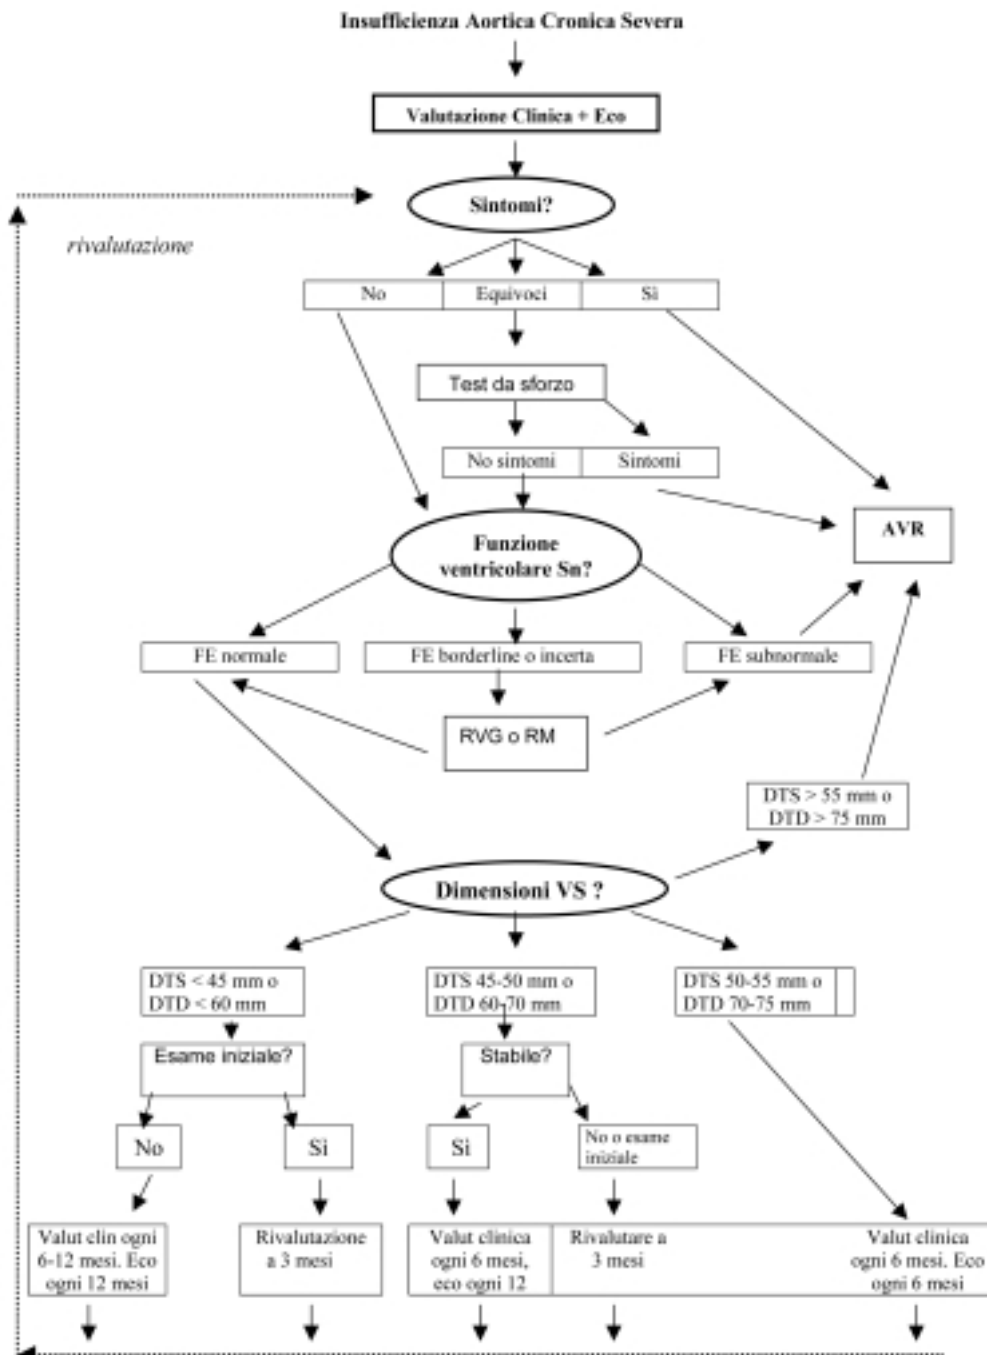 Insufficienza Aortica Cronica Severa
Valutazione Clinica + Eco
Sintomi?
rivalutazione
No
Equivoci
Sì
Test da sforzo
No sintomi
Sintomi
AVR
Funzione
ventricolare Sn?
FE normale
FE borderline o incerta
FE subnormale
RVG o RM
DTS > 55 mm o
DTD > 75 mm
Dimensioni VS ?
DTS < 45 mm o
DTD < 60 mm
DTS 45-50 mm o
DTD 60-70 mm
DTS 50-55 mm o
DTD 70-75 mm
Esame iniziale?
Stabile?
No
Sì
Sì
No o esame
iniziale
Valut clin ogni
6-12 mesi. Eco
ogni 12 mesi
Rivalutazione
a 3 mesi
Valut clinica
ogni 6 mesi,
eco ogni 12
Rivalutare a
3 mesi
Valut clinica
ogni 6 mesi. Eco
ogni 6 mesi